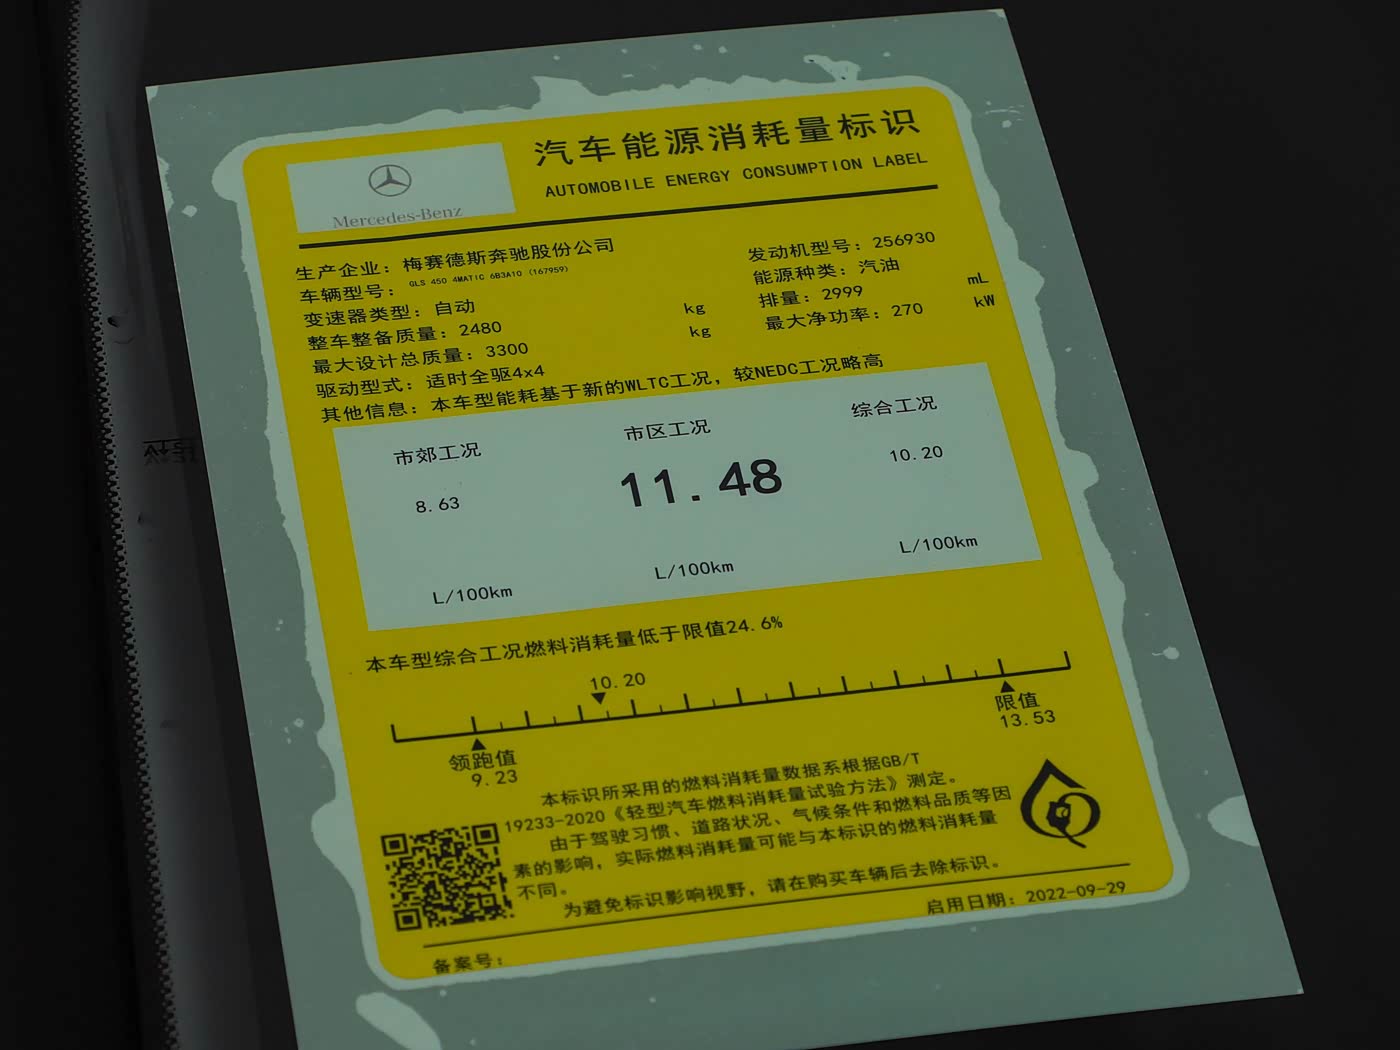 汽车能源消耗量标识
AUTOMOBILE ENERGY CONSUMPTION LABEL
Mercedes-Benz
生产企业：梅赛德斯奔驰股份公司
车辆型号：GLS 450 4MATIC 6B3A10 (167959)
变速器类型：自动
整车整备质量：2480 kg
最大设计总质量：3300 kg
驱动型式：适时全驱4x4
其他信息：本车型能耗基于新的WLTC工况，较NEDC工况略高
发动机型号：256930
能源种类：汽油
排量：2999 mL
最大净功率：270 kW
市郊工况
8.63
L/100km
市区工况
11.48
L/100km
综合工况
10.20
L/100km
本车型综合工况燃料消耗量低于限值24.6%
10.20
领跑值
9.23
限值
13.53
本标识所采用的燃料消耗量数据系根据GB/T
19233-2020《轻型汽车燃料消耗量试验方法》测定。
由于驾驶习惯、道路状况、气候条件和燃料品质等因
素的影响，实际燃料消耗量可能与本标识的燃料消耗量
不同。
为避免标识影响视野，请在购买车辆后去除标识。
备案号：
启用日期：2022-09-29